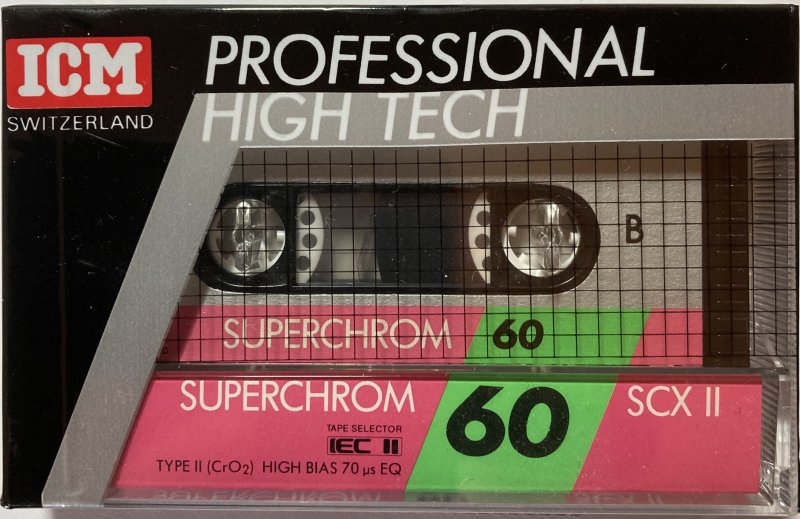 ICM
SWITZERLAND
PROFESSIONAL
HIGH TECH
B
SUPERCHROM 60
SUPERCHROM 60 SCX II
TAPE SELECTOR
IEC II
TYPE II (CrO₂) HIGH BIAS 70 µs EQ